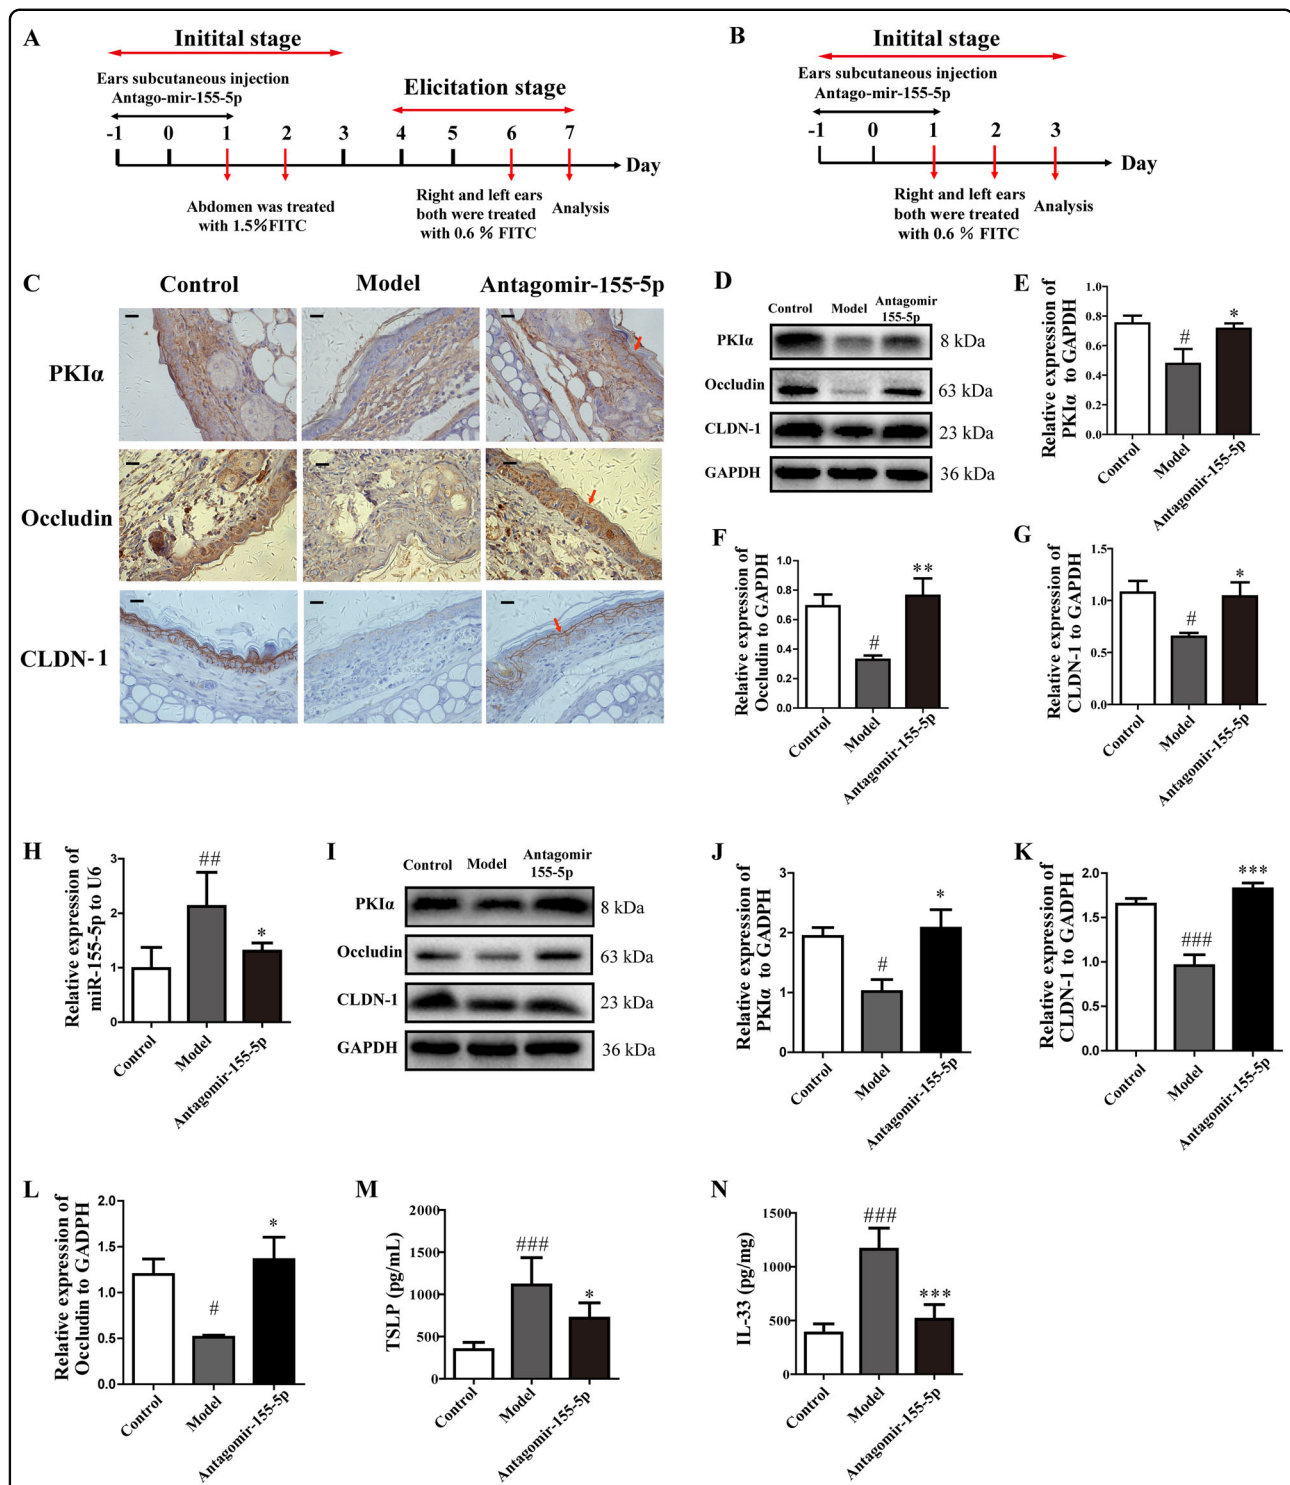 A
Initital stage
Ears subcutaneous injection
Antago-mir-155-5p
Elicitation stage
-1 0 1 2 3 4 5 6 7
Day
Abdomen was treated
with 1.5%FITC
Right and left ears
both were treated
with 0.6 % FITC
Analysis
B
Initital stage
Ears subcutaneous injection
Antago-mir-155-5p
-1 0 1 2 3
Day
Right and left ears
both were treated
with 0.6 % FITC
Analysis
C
Control Model Antagomir-155-5p
PKIα
Occludin
CLDN-1
D
Control Model Antagomir
155-5p
PKIα 8 kDa
Occludin 63 kDa
CLDN-1 23 kDa
GAPDH 36 kDa
E
Relative expression of
PKIα to GAPDH
1.0
0.8
0.6
0.4
0.2
0.0
#
*
Control
Model
Antagomir-155-5p
F
Relative expression of
Occludin to GAPDH
1.0
0.8
0.6
0.4
0.2
0.0
#
**
Control
Model
Antagomir-155-5p
G
Relative expression of
CLDN-1 to GAPDH
1.5
1.0
0.5
0.0
#
*
Control
Model
Antagomir-155-5p
H
Relative expression of
miR-155-5p to U6
3
2
1
0
##
*
Control
Model
Antagomir-155-5p
I
Control Model Antagomir
155-5p
PKIα 8 kDa
Occludin 63 kDa
CLDN-1 23 kDa
GAPDH 36 kDa
J
Relative expression of
PKIα to GADPH
3
2
1
0
#
*
Control
Model
Antagomir-155-5p
K
Relative expression of
CLDN-1 to GADPH
2.0
1.5
1.0
0.5
0.0
###
***
Control
Model
Antagomir-155-5p
L
Relative expression of
Occludin to GADPH
2.0
1.5
1.0
0.5
0.0
#
*
Control
Model
Antagomir-155-5p
M
TSLP (pg/mL)
2000
1500
1000
500
0
###
*
Control
Model
Antagomir-155-5p
N
IL-33 (pg/mg)
1500
1000
500
0
###
***
Control
Model
Antagomir-155-5p